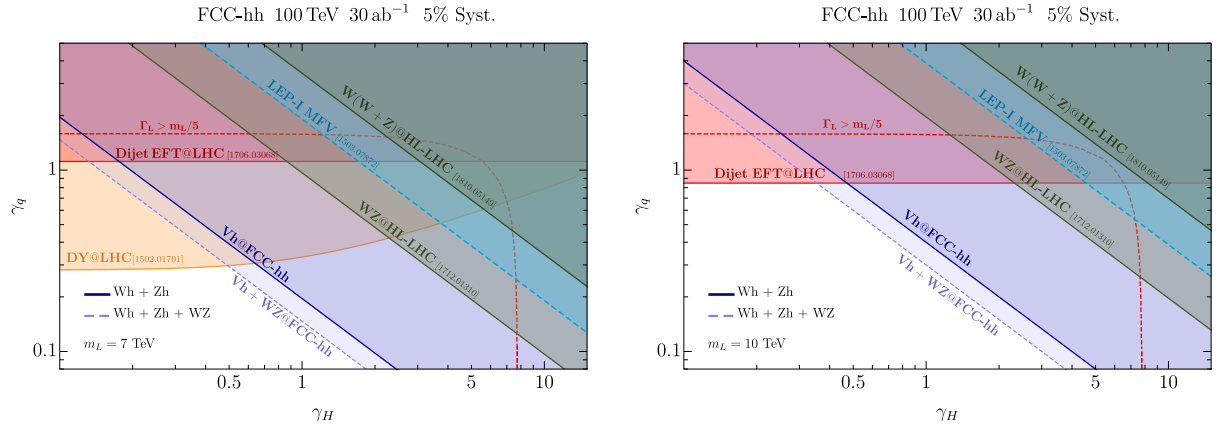 FCC-hh 100 TeV 30 ab⁻¹ 5% Syst.
γ_q
1
0.1
0.5
1
5
10
γ_H
Γ_L > m_L/5
Dijet EFT@LHC [1706.03068]
DY@LHC [1502.01701]
LEP-I MFV [1503.07872]
W(W + Z)@HL-LHC [1810.05149]
WZ@HL-LHC [1712.01310]
Vh@FCC-hh
Vh + WZ@FCC-hh
Wh + Zh
Wh + Zh + WZ
m_L = 7 TeV
FCC-hh 100 TeV 30 ab⁻¹ 5% Syst.
γ_q
1
0.1
0.5
1
5
10
γ_H
Γ_L > m_L/5
Dijet EFT@LHC [1706.03068]
LEP-I MFV [1503.07872]
W(W + Z)@HL-LHC [1810.05149]
WZ@HL-LHC [1712.01310]
Vh@FCC-hh
Vh + WZ@FCC-hh
Wh + Zh
Wh + Zh + WZ
m_L = 10 TeV